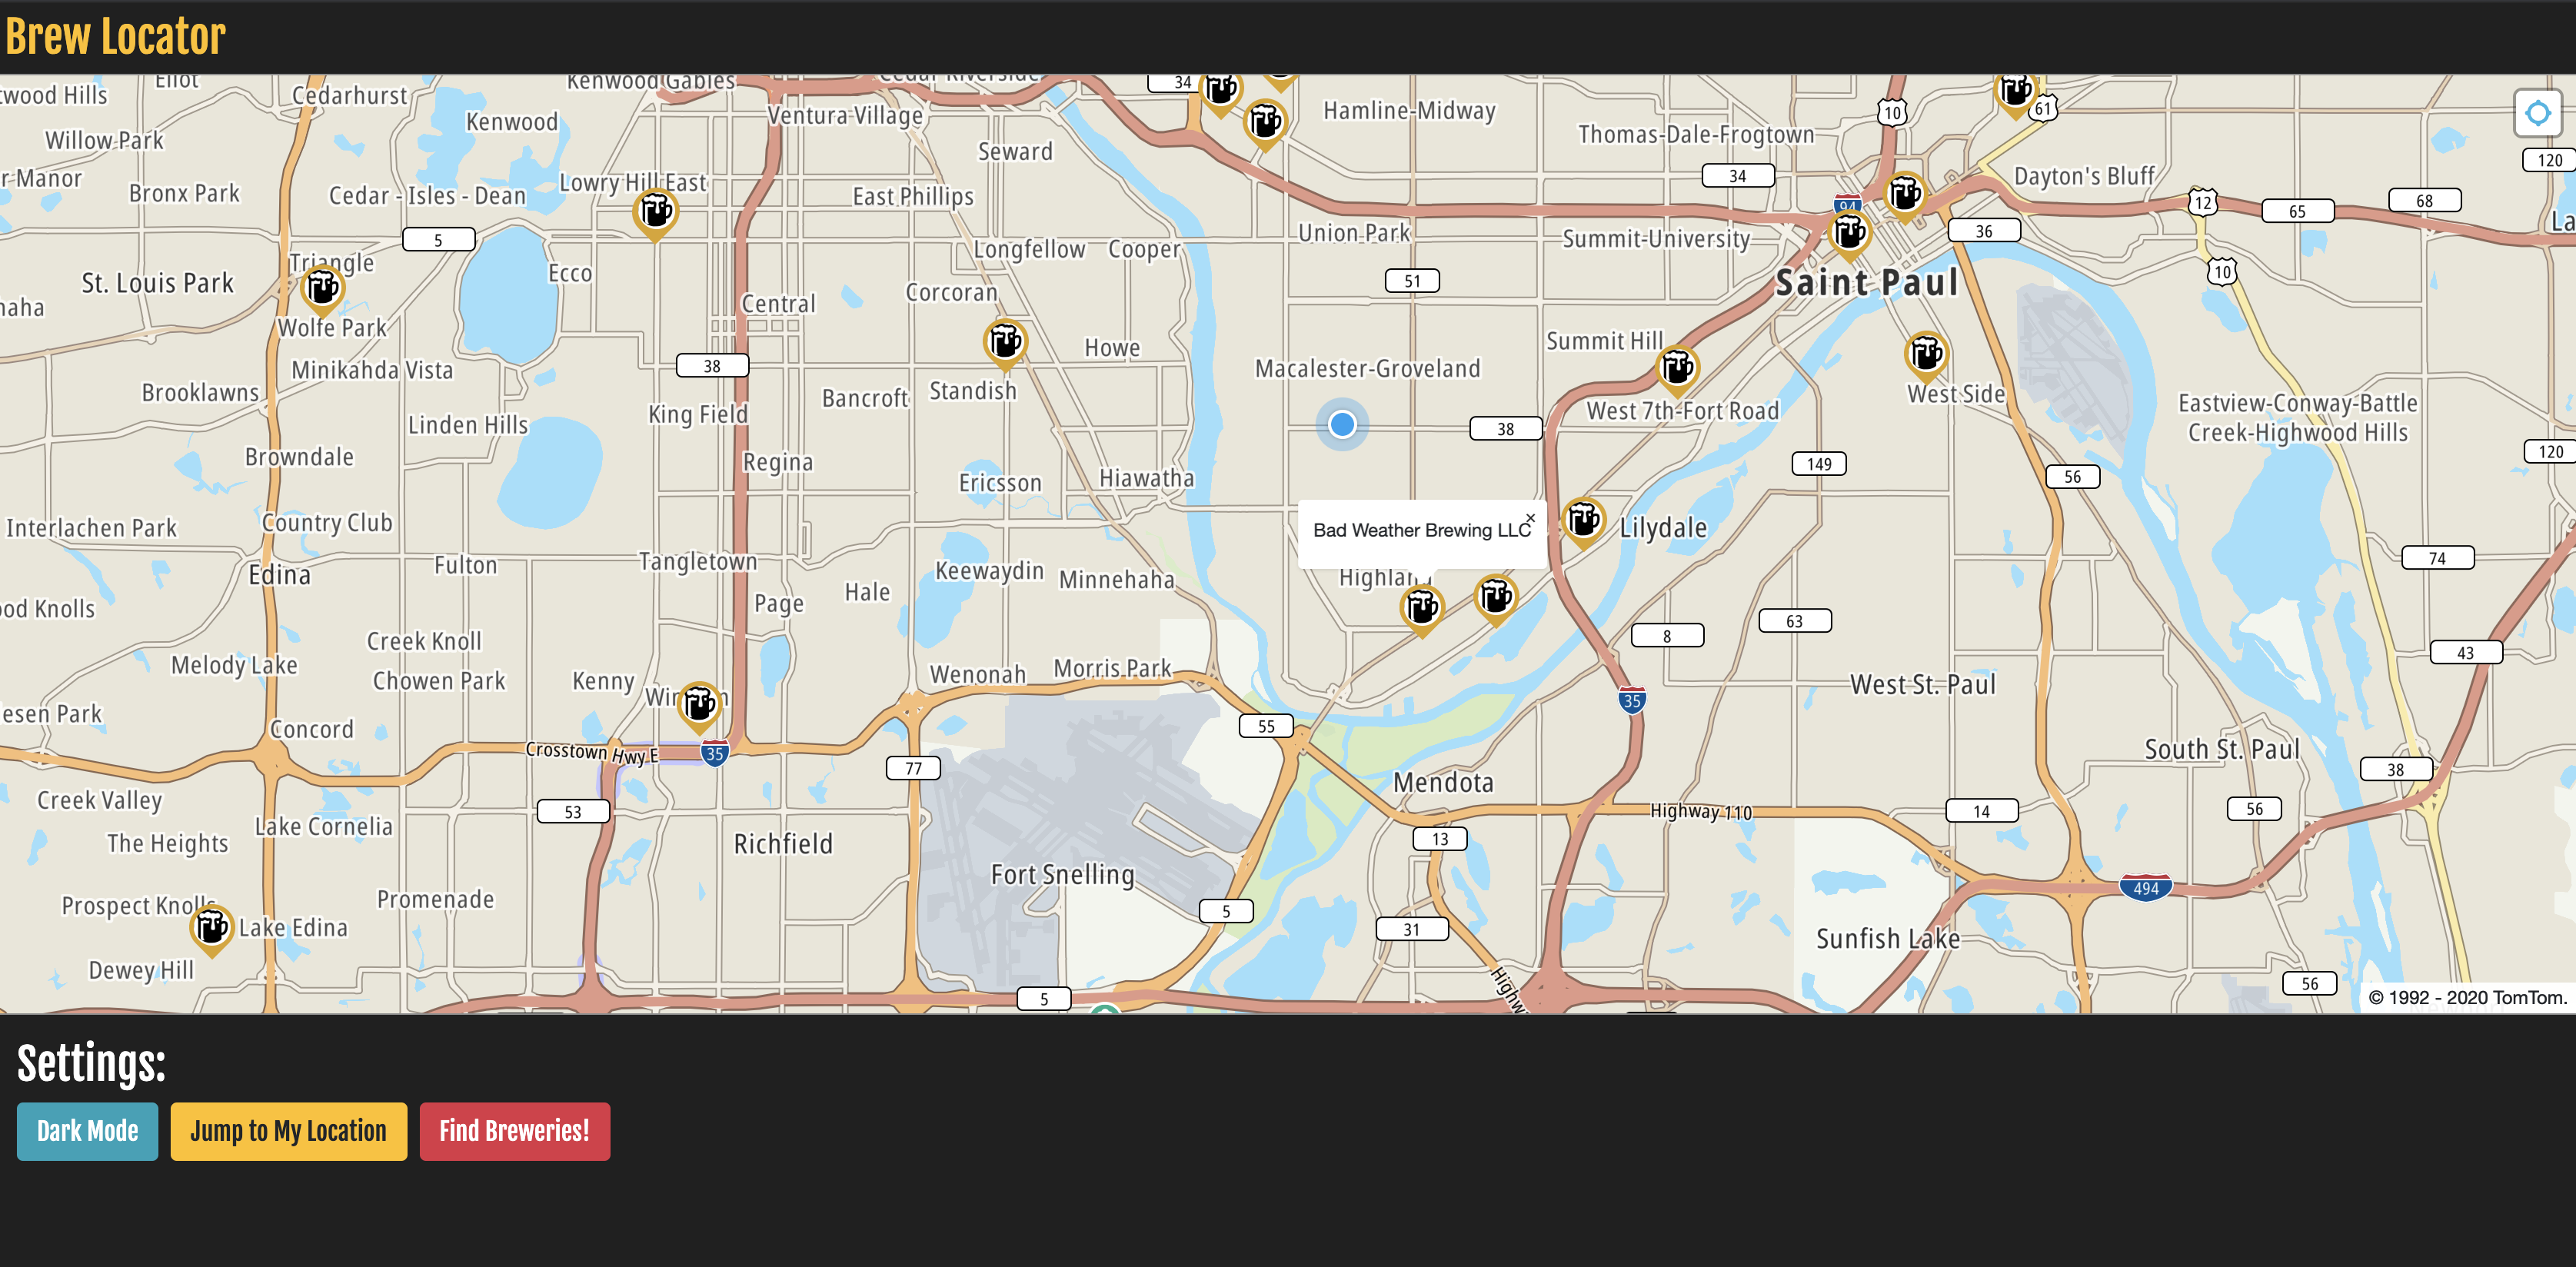 Brew Locator
Eliot
Kenwood Gables
Cedar-Riverside
34
Hamline-Midway
10
61
twood Hills
Cedarhurst
Kenwood
Ventura Village
Thomas-Dale-Frogtown
Willow Park
Seward
120
r Manor
Bronx Park
Cedar - Isles - Dean
Lowry Hill East
East Phillips
34
Dayton's Bluff
94
12
65
68
5
Longfellow
Cooper
Union Park
Summit-University
36
La
Triangle
St. Louis Park
Ecco
Corcoran
51
Saint Paul
10
naha
Wolfe Park
Central
Howe
Summit Hill
Minikahda Vista
38
Macalester-Groveland
Brooklawns
Bancroft
Standish
West 7th-Fort Road
West Side
Eastview-Conway-Battle
Creek-Highwood Hills
Linden Hills
King Field
38
Browndale
Regina
Ericsson
Hiawatha
149
56
120
Interlachen Park
Country Club
Bad Weather Brewing LLC
×
Lilydale
Edina
Fulton
Tangletown
Keewaydin
Minnehaha
Highland
74
ood Knolls
Page
Hale
8
63
Creek Knoll
Melody Lake
Chowen Park
Kenny
Wenonah
Morris Park
43
West St. Paul
esen Park
Concord
35
55
Crosstown Hwy E
35
77
Mendota
South St. Paul
38
Creek Valley
53
Highway 110
14
56
The Heights
Lake Cornelia
Richfield
13
Fort Snelling
494
Prospect Knolls
Promenade
5
31
Lake Edina
Sunfish Lake
Dewey Hill
5
Highw
56
© 1992 - 2020 TomTom.
Settings:
Dark Mode
Jump to My Location
Find Breweries!